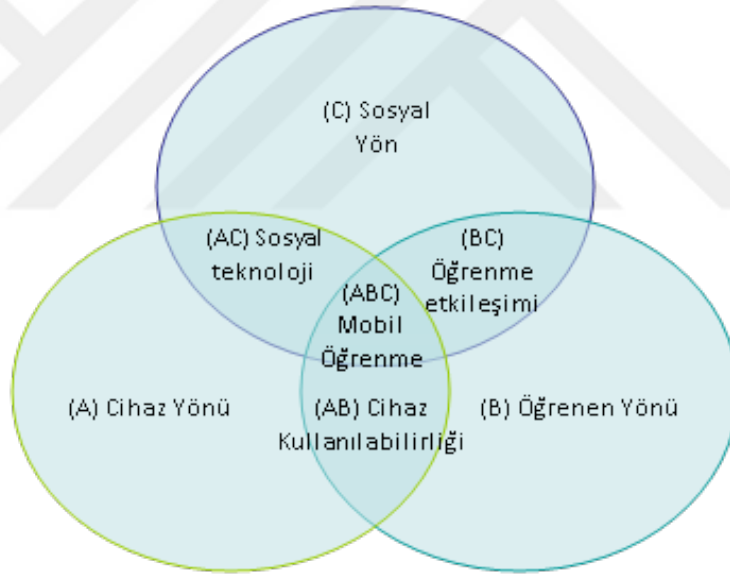 (C) Sosyal
Yön
(AC) Sosyal
teknoloji
(BC)
Öğrenme
etkileşimi
(ABC)
Mobil
Öğrenme
(A) Cihaz Yönü
(AB) Cihaz
Kullanılabilirliği
(B) Öğrenen Yönü